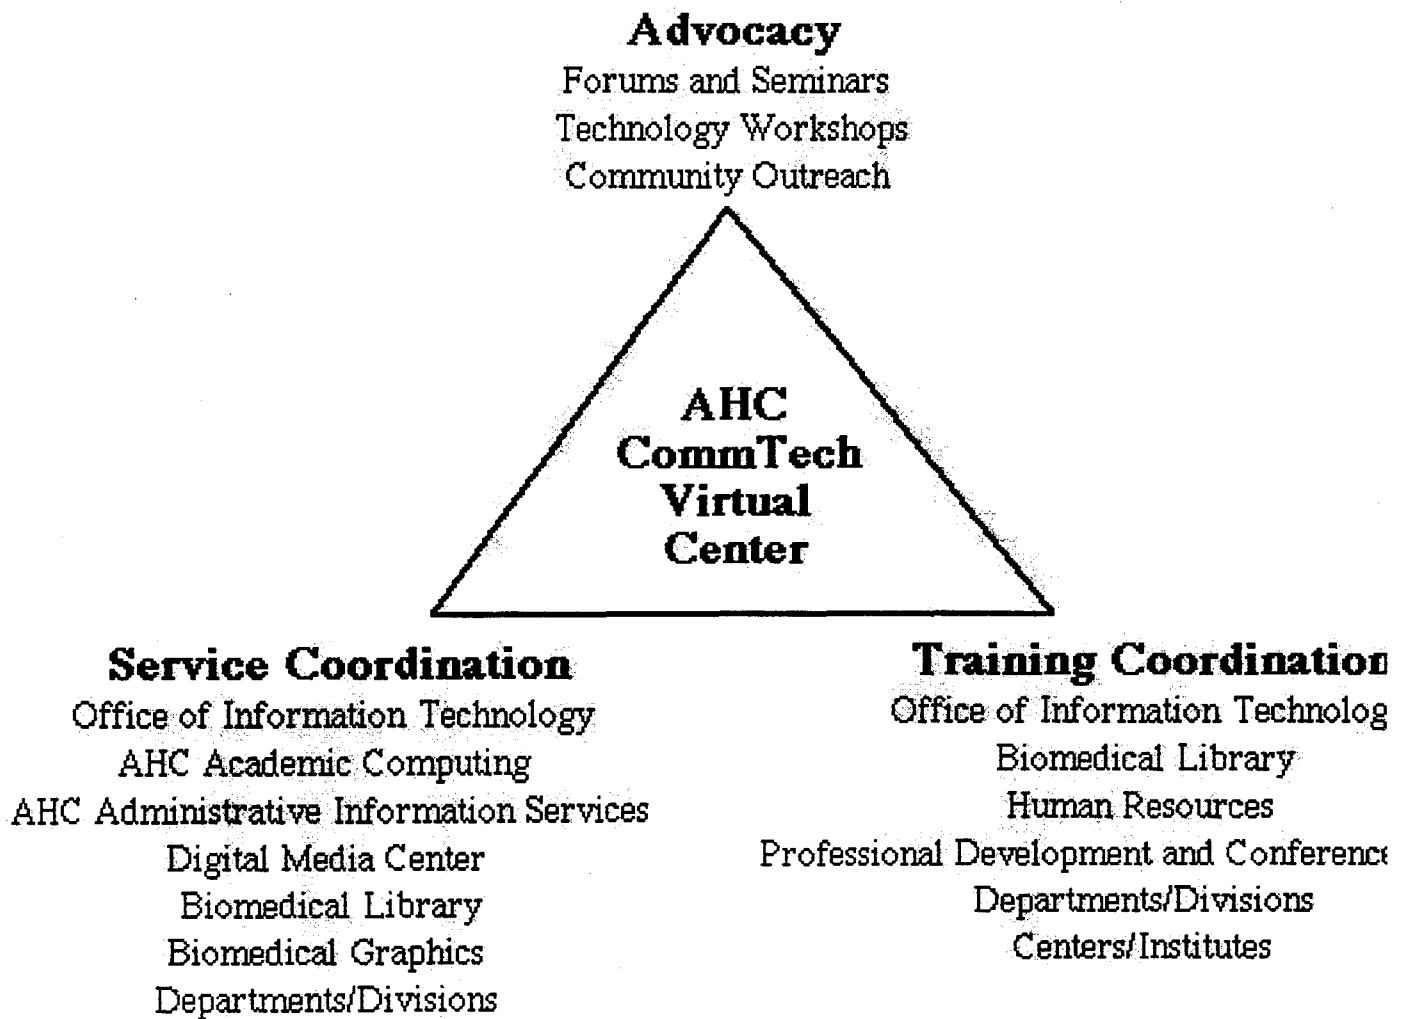 Advocacy
Forums and Seminars
Technology Workshops
Community Outreach
AHC
CommTech
Virtual
Center
Service Coordination
Office of Information Technology
AHC Academic Computing
AHC Administrative Information Services
Digital Media Center
Biomedical Library
Biomedical Graphics
Departments/Divisions
Training Coordination
Office of Information Technolog
Biomedical Library
Human Resources
Professional Development and Conference
Departments/Divisions
Centers/Institutes